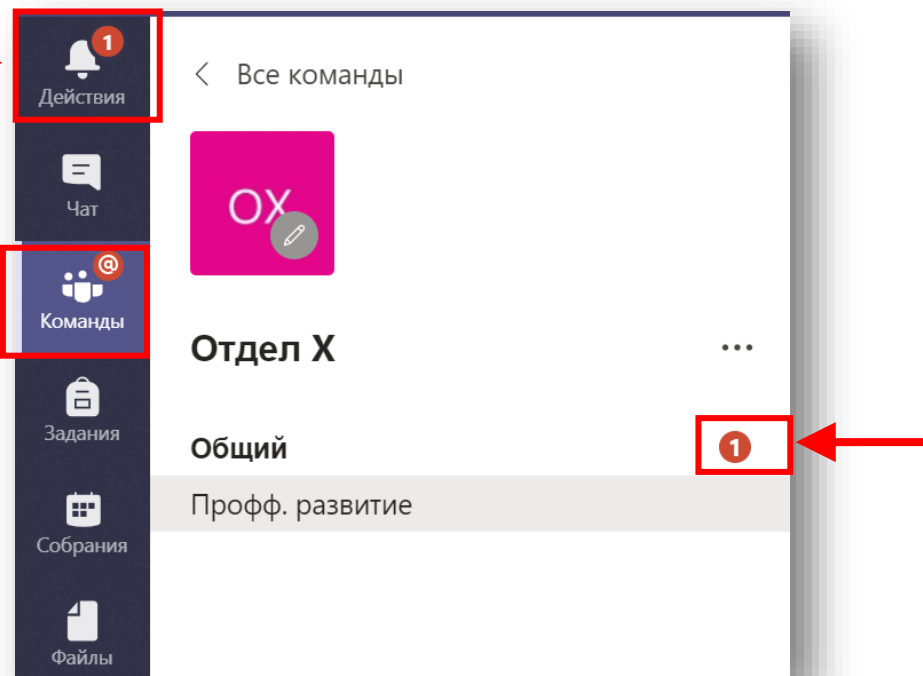 1
Действия
Чат
@
Команды
Задания
Собрания
Файлы
< Все команды
ОХ
Отдел Х
...
Общий
1
Профф. развитие